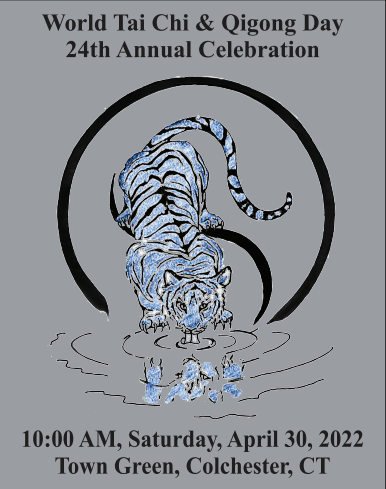 World Tai Chi & Qigong Day
24th Annual Celebration
10:00 AM, Saturday, April 30, 2022
Town Green, Colchester, CT